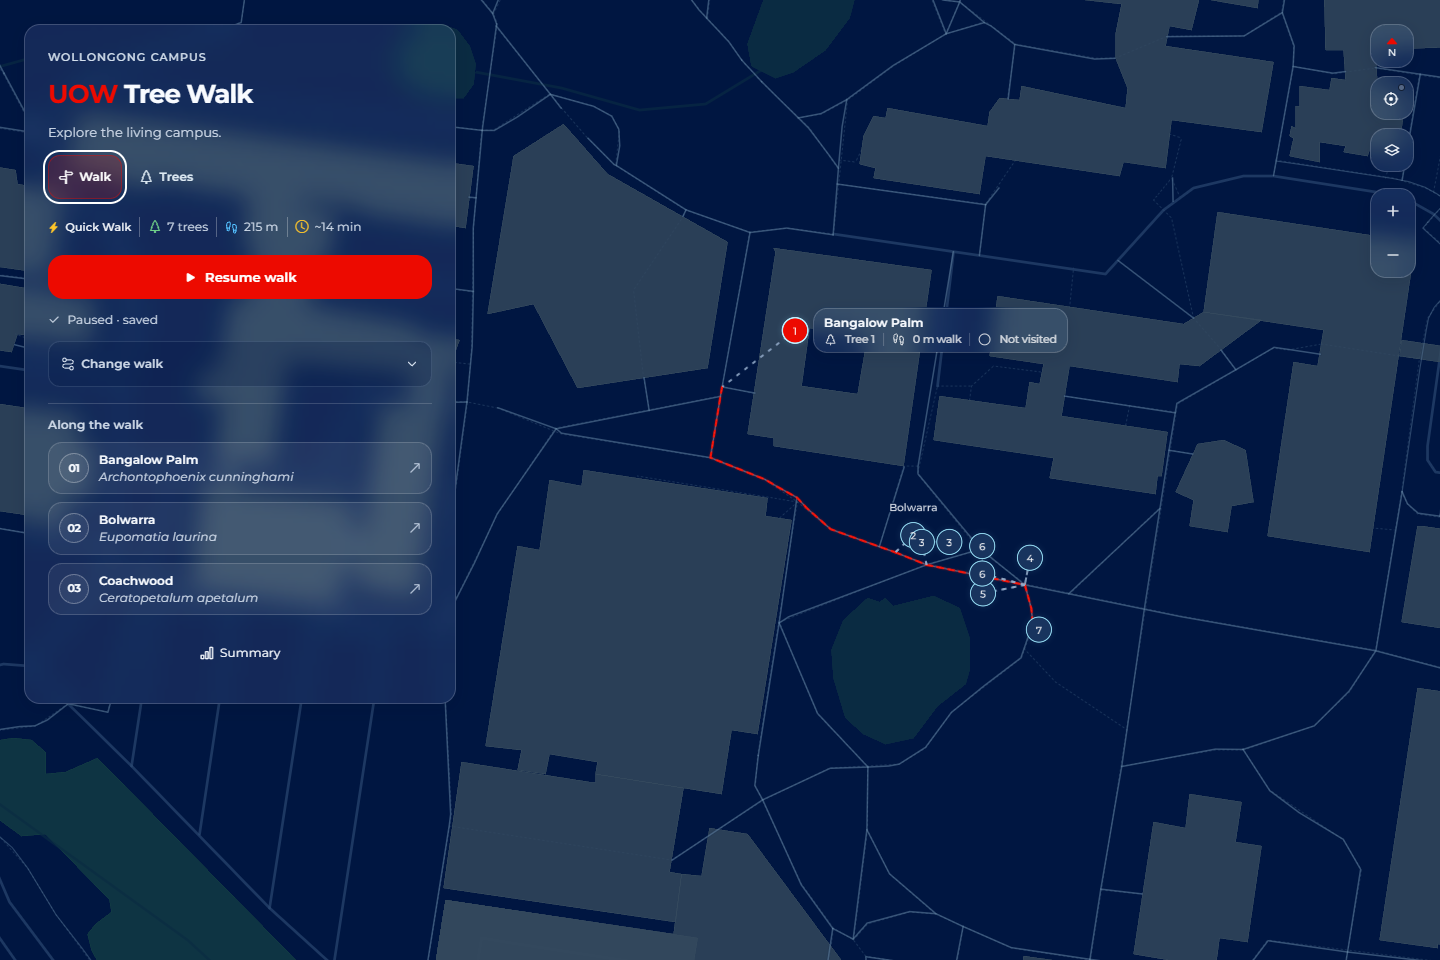 WOLLONGONG CAMPUS
UOW Tree Walk
Explore the living campus.
Walk
Trees
Quick Walk
7 trees
215 m
~14 min
Resume walk
Paused · saved
Change walk
Along the walk
01
Bangalow Palm
Archontophoenix cunninghami
02
Bolwarra
Eupomatia laurina
03
Coachwood
Ceratopetalum apetalum
Summary
1
Bangalow Palm
Tree 1
0 m walk
Not visited
Bolwarra
2
3
3
6
4
6
5
7
N
+
−